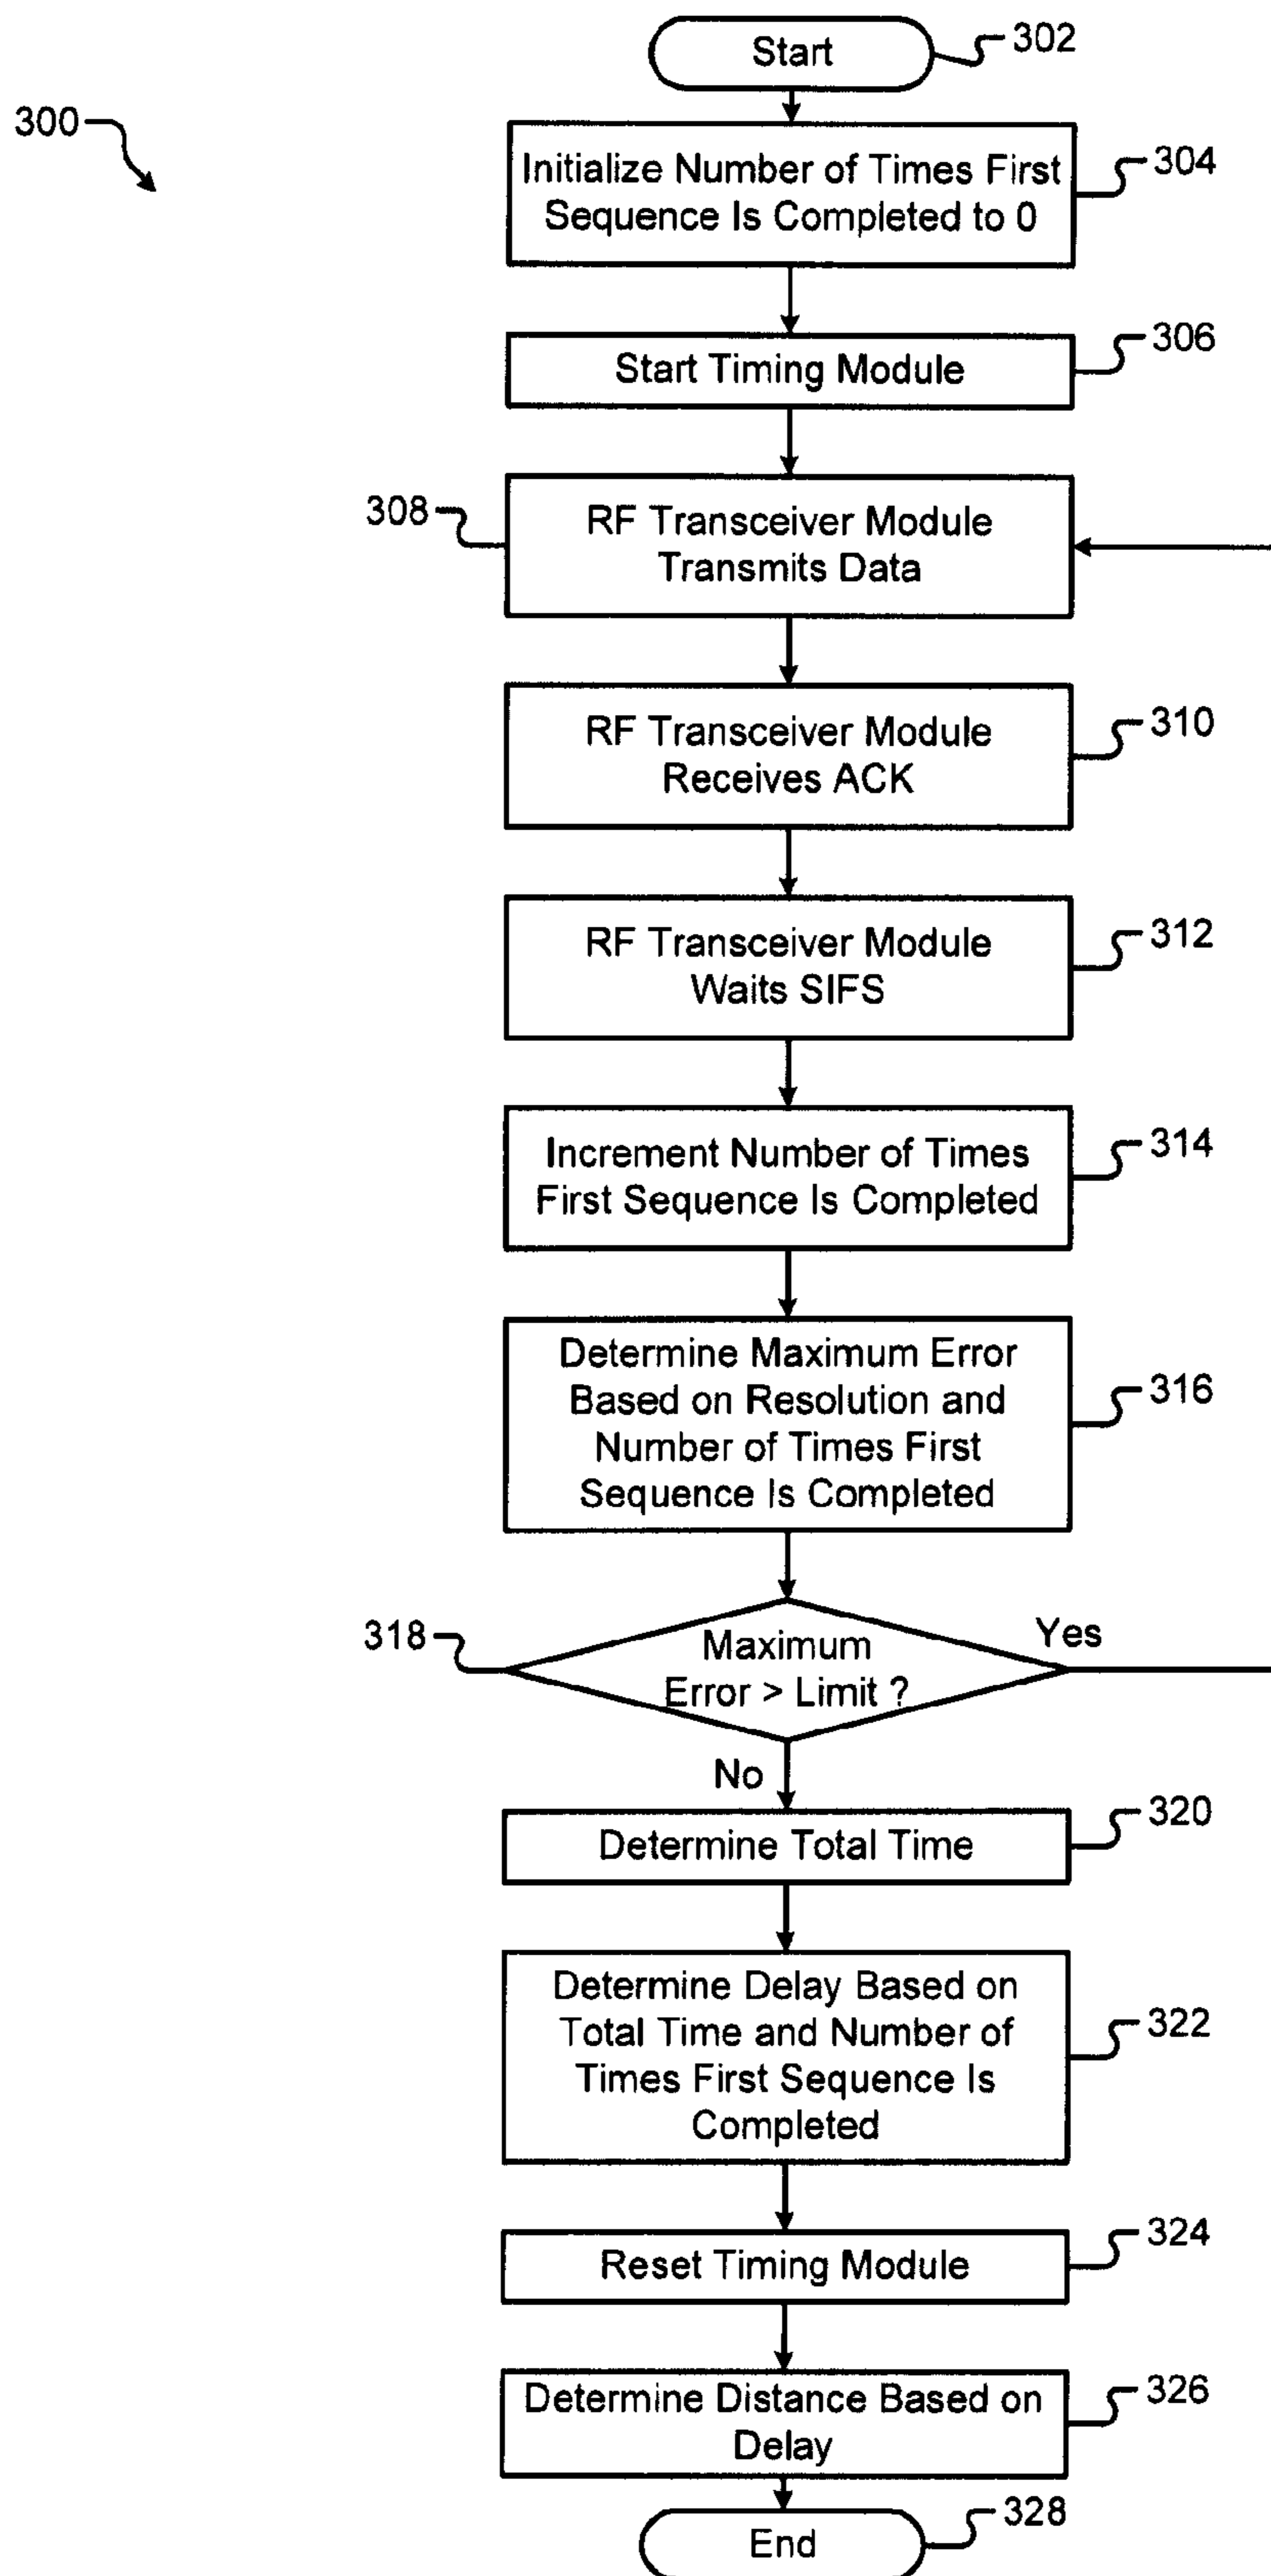 Start
302
300
Initialize Number of Times First
Sequence Is Completed to 0
304
Start Timing Module
306
308
RF Transceiver Module
Transmits Data
RF Transceiver Module
Receives ACK
310
RF Transceiver Module
Waits SIFS
312
Increment Number of Times
First Sequence Is Completed
314
Determine Maximum Error
Based on Resolution and
Number of Times First
Sequence Is Completed
316
318
Maximum
Error > Limit ?
Yes
No
Determine Total Time
320
Determine Delay Based on
Total Time and Number of
Times First Sequence Is
Completed
322
Reset Timing Module
324
Determine Distance Based on
Delay
326
End
328